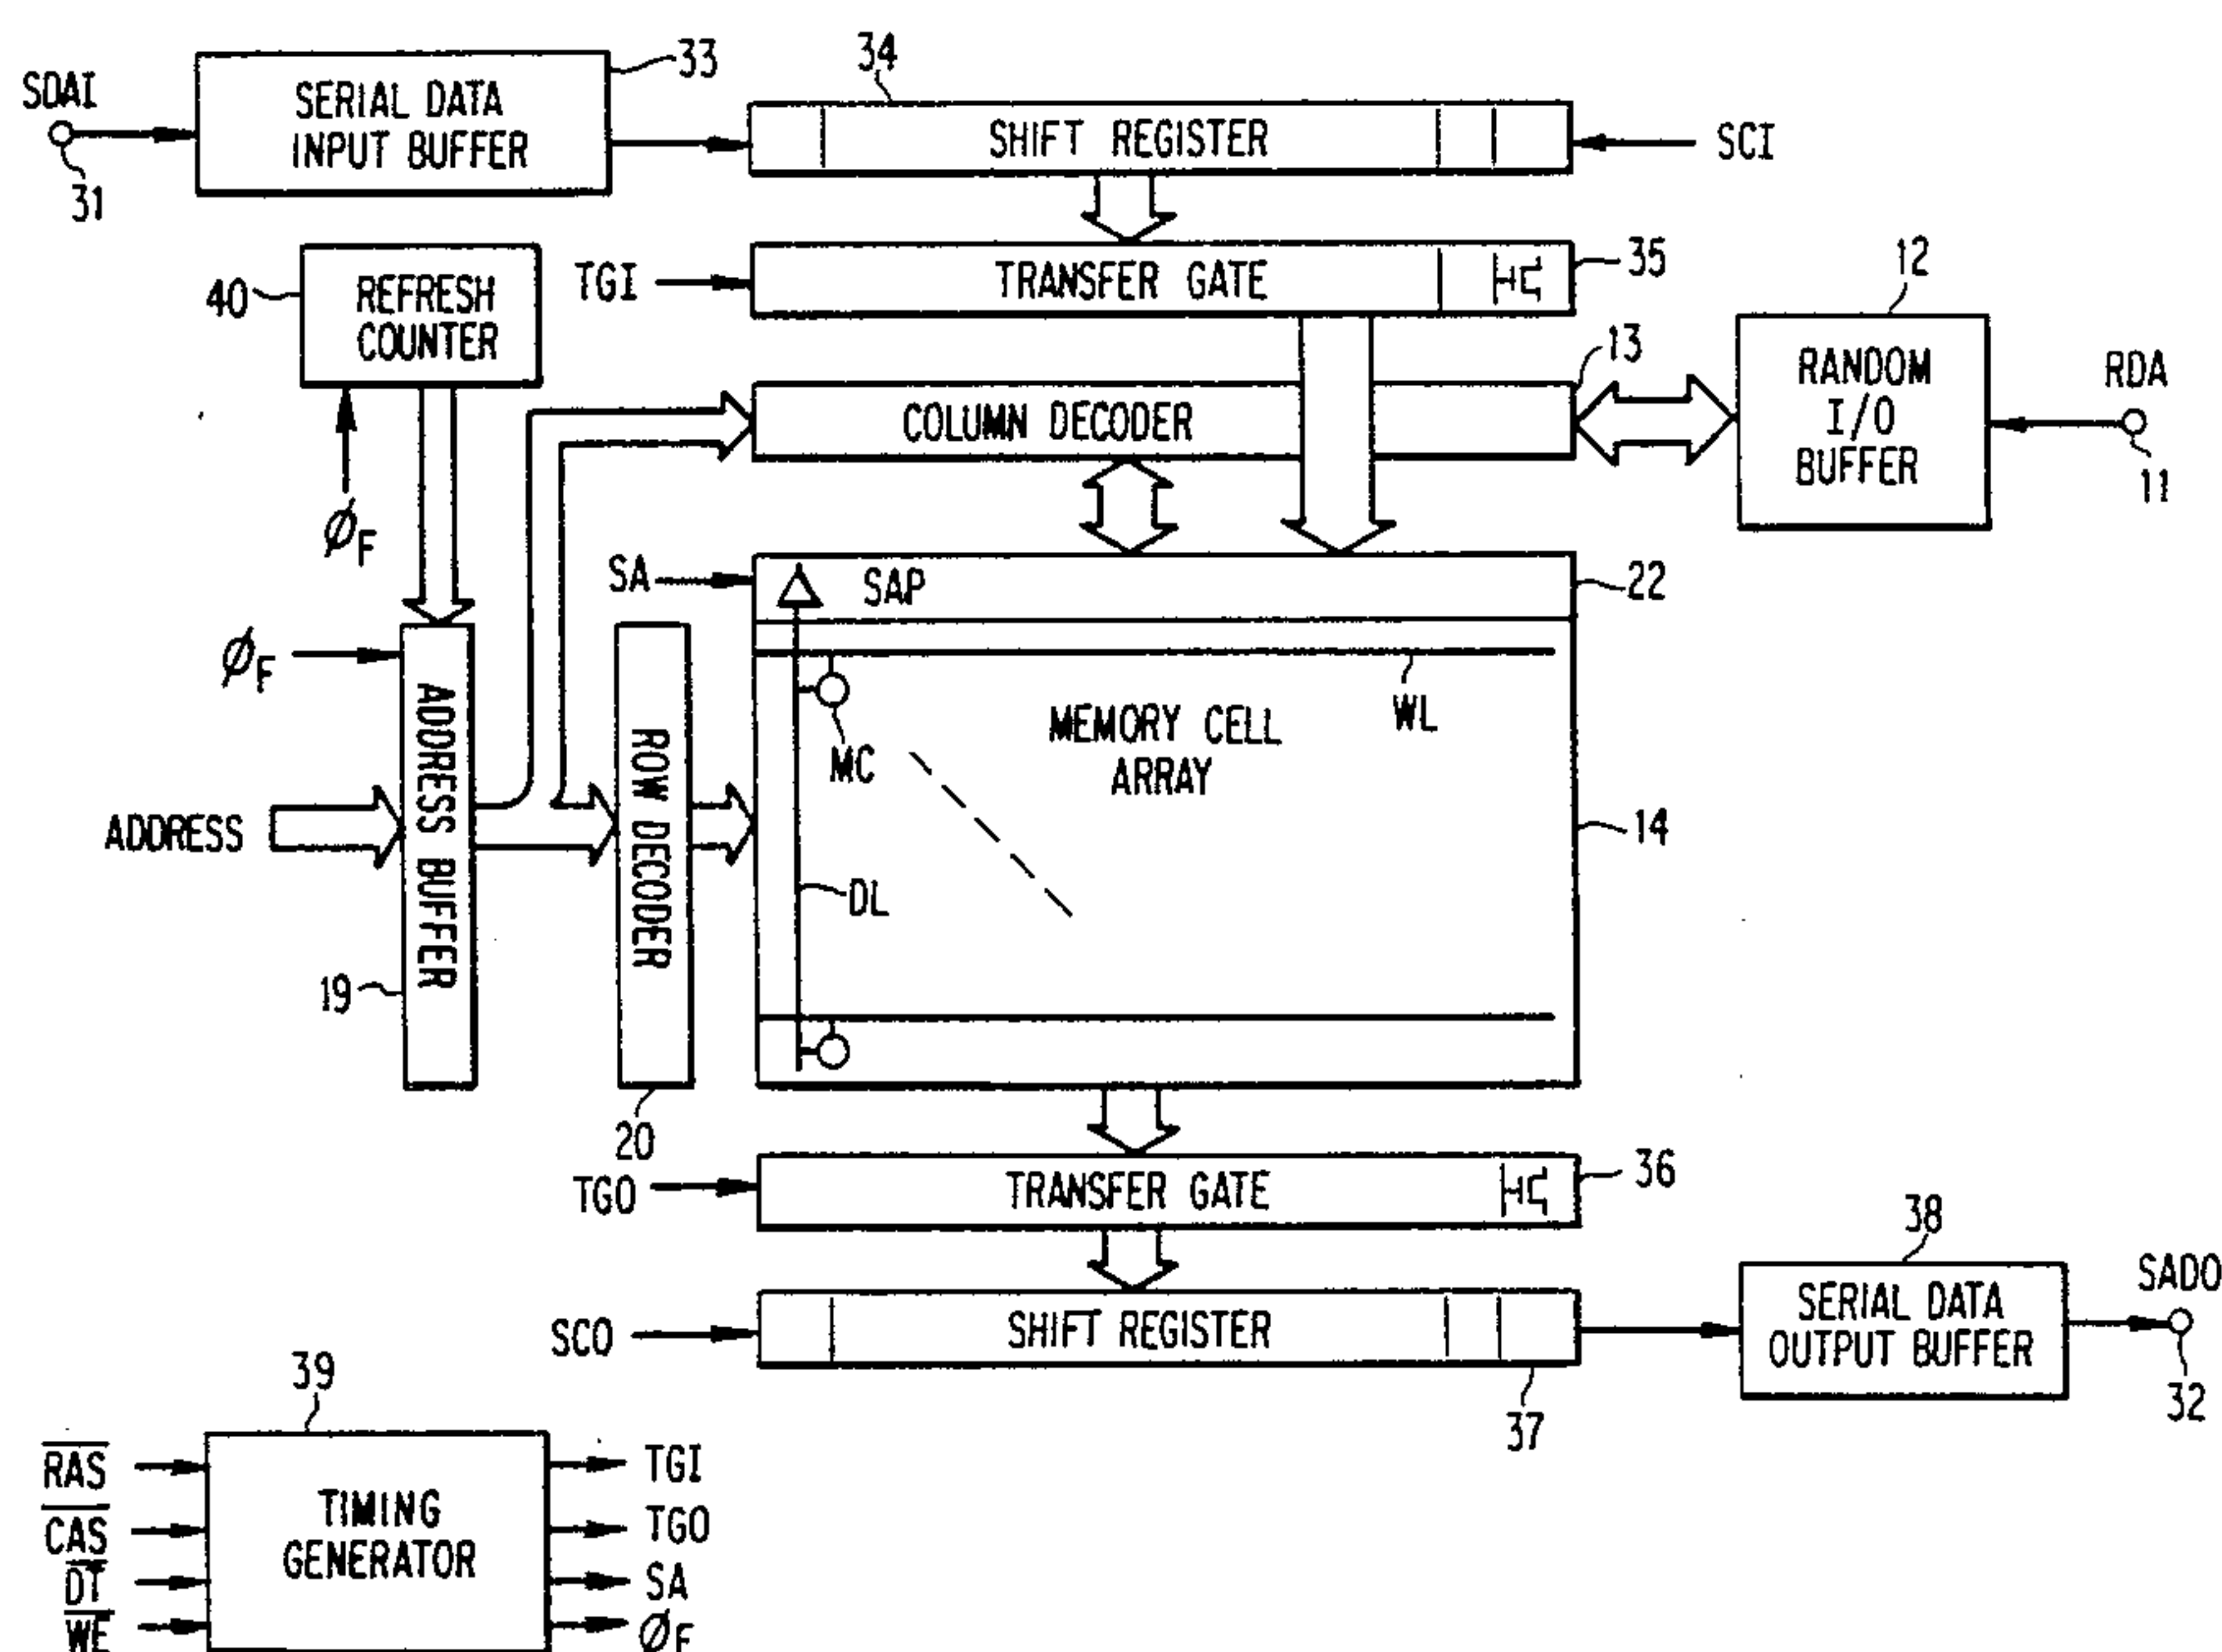 33
34
SDAI
SERIAL DATA
INPUT BUFFER
SHIFT REGISTER
SCI
31
12
35
40
REFRESH
COUNTER
TGI
TRANSFER GATE
13
RANDOM
I/O
BUFFER
RDA
COLUMN DECODER
11
ØF
SA
SAP
22
ØF
WL
MEMORY CELL
ARRAY
MC
ADDRESS
ADDRESS BUFFER
ROW DECODER
14
DL
19
20
TGO
TRANSFER GATE
36
38
SADO
SERIAL DATA
OUTPUT BUFFER
SCO
SHIFT REGISTER
39
32
37
RAS
TGI
TIMING
GENERATOR
CAS
TGO
DT
SA
WE
ØF